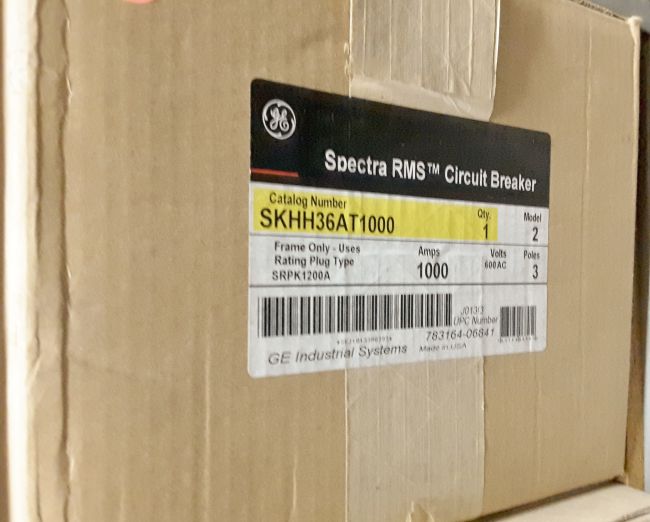 GE
Spectra RMS™ Circuit Breaker
Catalog Number Qty. Model
SKHH36AT1000 1 2
Frame Only - Uses Amps Volts Poles
Rating Plug Type 1000 600AC 3
SRPK1200A
J013I3
UPC Number
783164-06841
GE Industrial Systems Made in USA